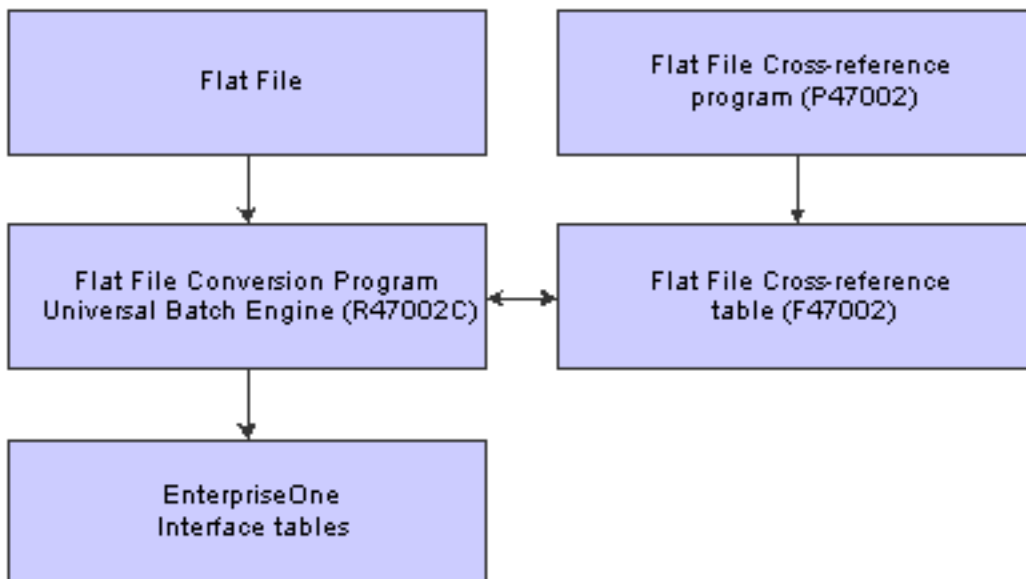 Flat File
Flat File Cross-reference
program (P47002)
Flat File Conversion Program
Universal Batch Engine (R47002C)
Flat File Cross-reference
table (F47002)
EnterpriseOne
Interface tables